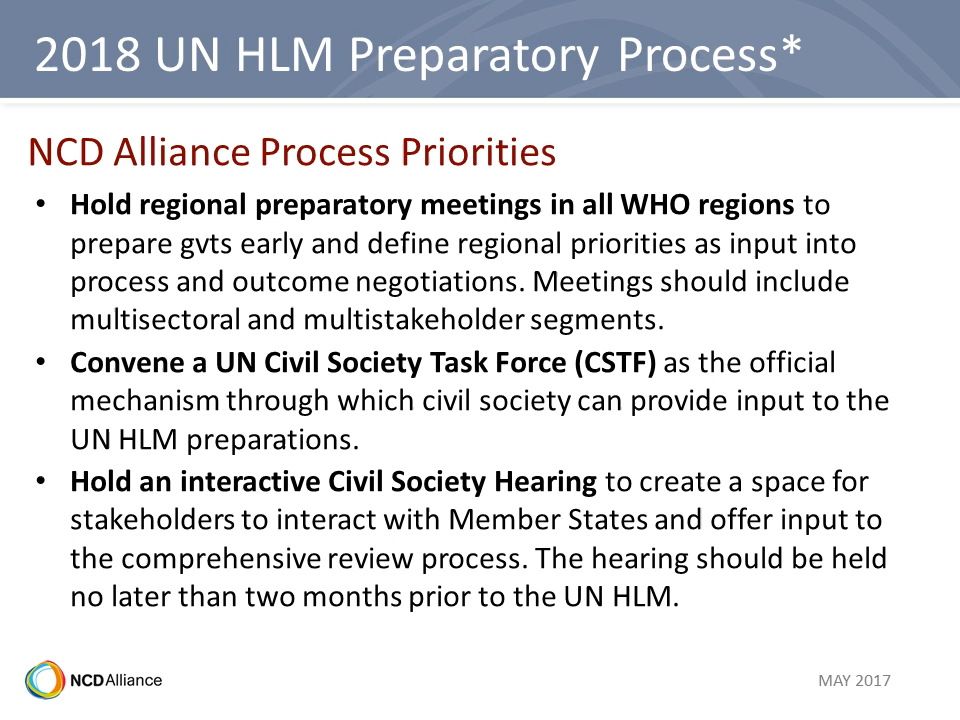 2018 UN HLM Preparatory Process*
NCD Alliance Process Priorities
• Hold regional preparatory meetings in all WHO regions to
prepare gvts early and define regional priorities as input into
process and outcome negotiations. Meetings should include
multisectoral and multistakeholder segments.
• Convene a UN Civil Society Task Force (CSTF) as the official
mechanism through which civil society can provide input to the
UN HLM preparations.
• Hold an interactive Civil Society Hearing to create a space for
stakeholders to interact with Member States and offer input to
the comprehensive review process. The hearing should be held
no later than two months prior to the UN HLM.
NCDAlliance
MAY 2017